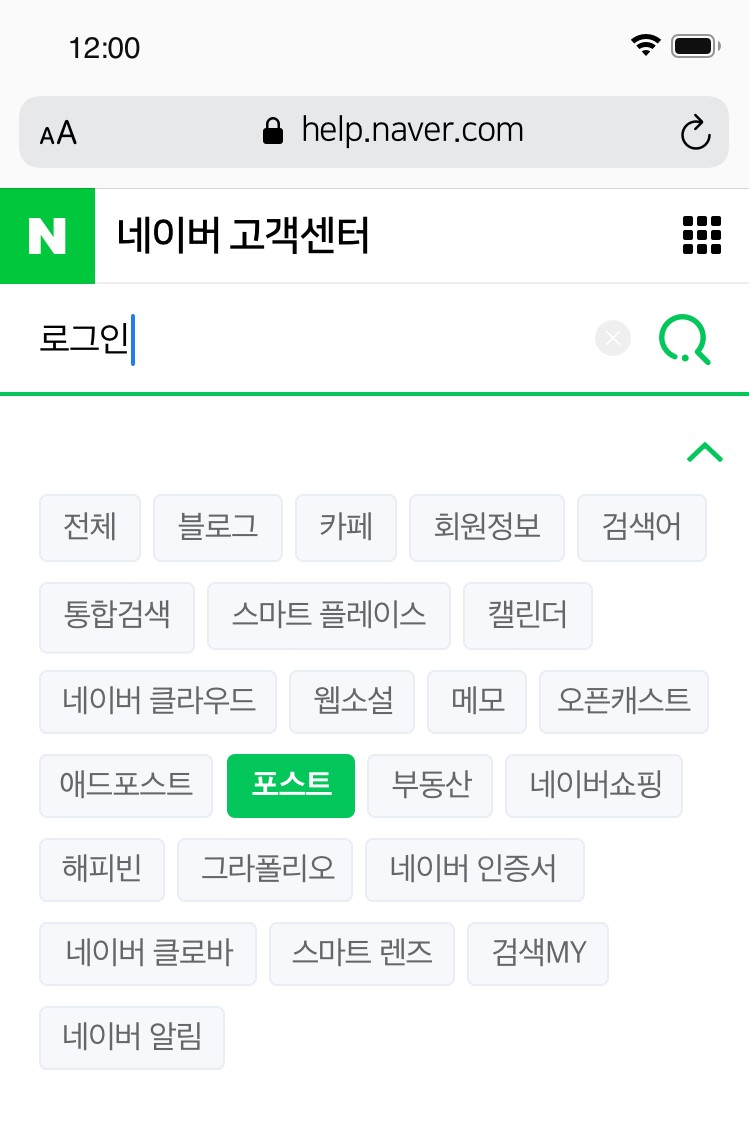 12:00
AA help.naver.com
N 네이버 고객센터
로그인
전체 블로그 카페 회원정보 검색어
통합검색 스마트 플레이스 캘린더
네이버 클라우드 웹소설 메모 오픈캐스트
애드포스트 포스트 부동산 네이버쇼핑
해피빈 그라폴리오 네이버 인증서
네이버 클로바 스마트 렌즈 검색MY
네이버 알림